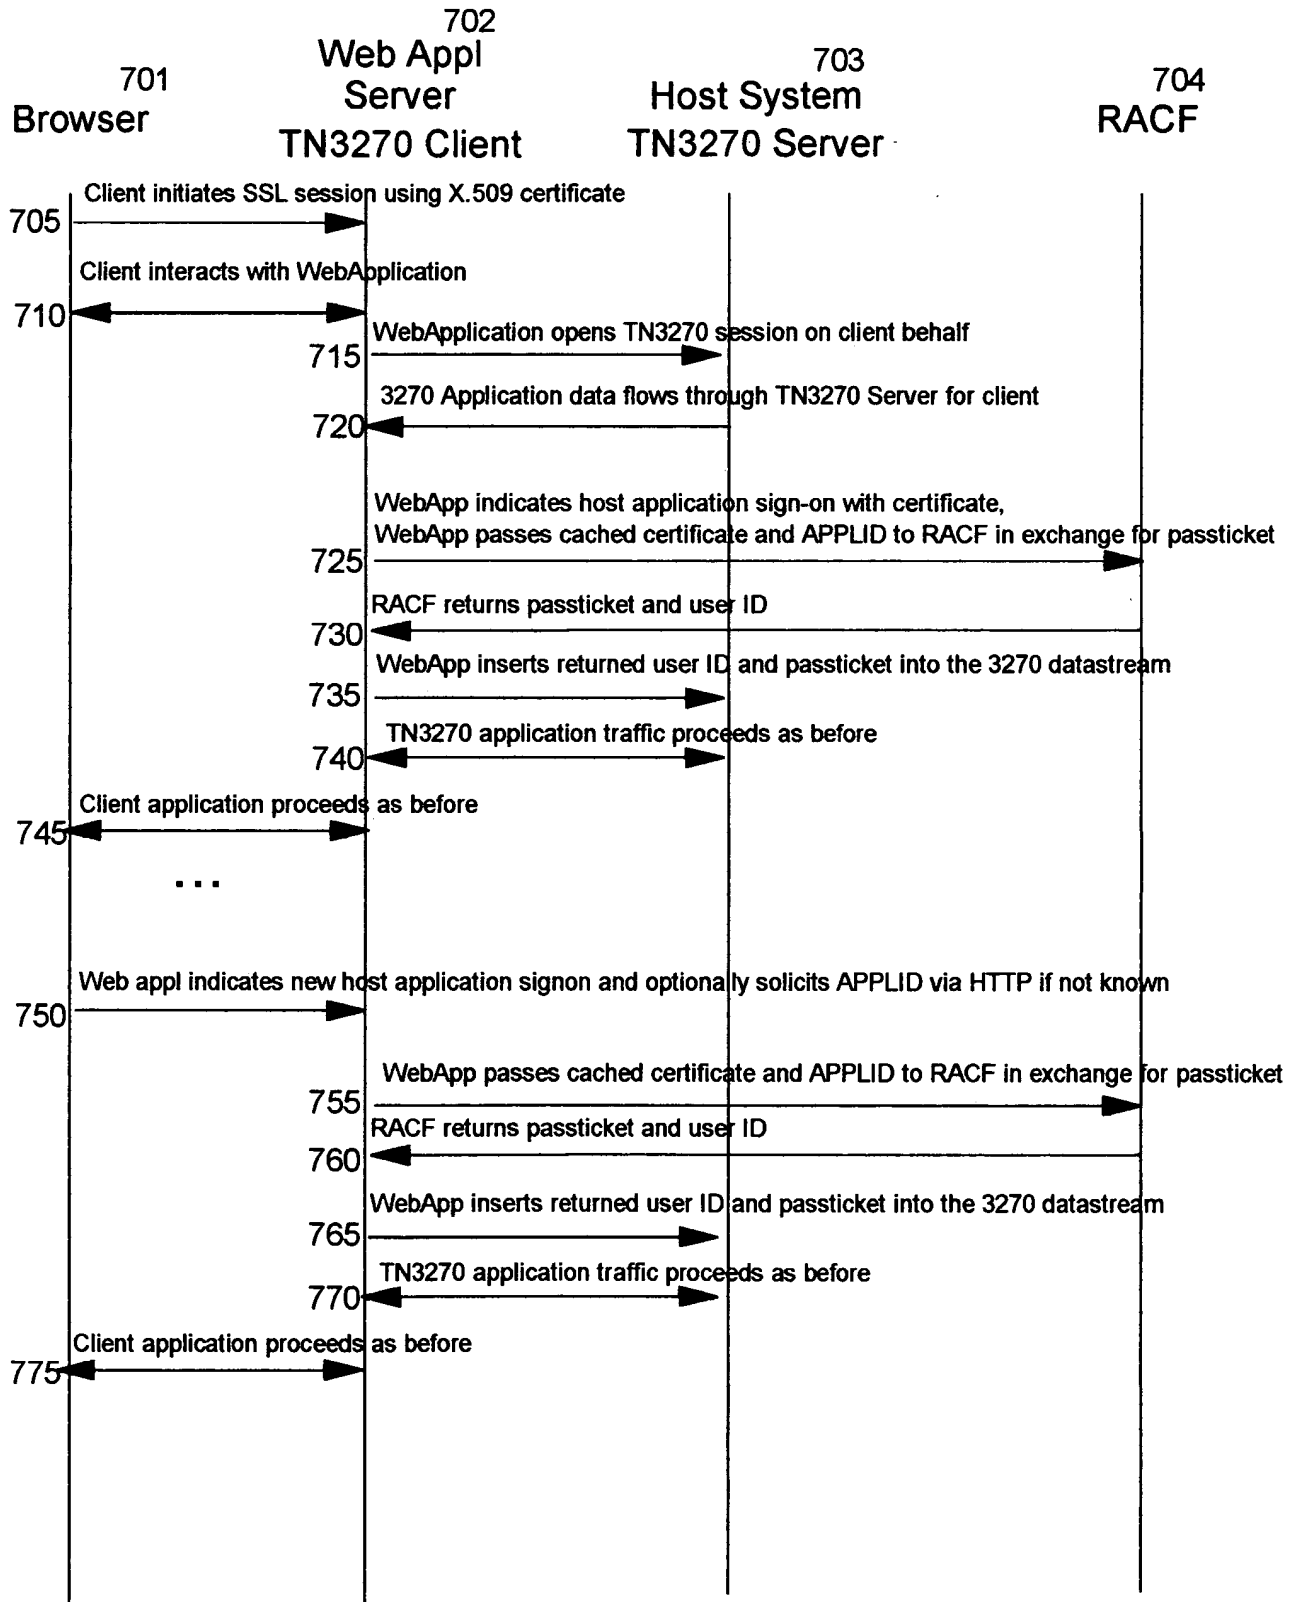 702
Web Appl
Server
TN3270 Client
701
Browser
703
Host System
TN3270 Server
704
RACF
Client initiates SSL session using X.509 certificate
705
Client interacts with WebApplication
710
WebApplication opens TN3270 session on client behalf
715
3270 Application data flows through TN3270 Server for client
720
WebApp indicates host application sign-on with certificate,
WebApp passes cached certificate and APPLID to RACF in exchange for passticket
725
RACF returns passticket and user ID
730
WebApp inserts returned user ID and passticket into the 3270 datastream
735
TN3270 application traffic proceeds as before
740
Client application proceeds as before
745
...
Web appl indicates new host application signon and optionally solicits APPLID via HTTP if not known
750
WebApp passes cached certificate and APPLID to RACF in exchange for passticket
755
RACF returns passticket and user ID
760
WebApp inserts returned user ID and passticket into the 3270 datastream
765
TN3270 application traffic proceeds as before
770
Client application proceeds as before
775